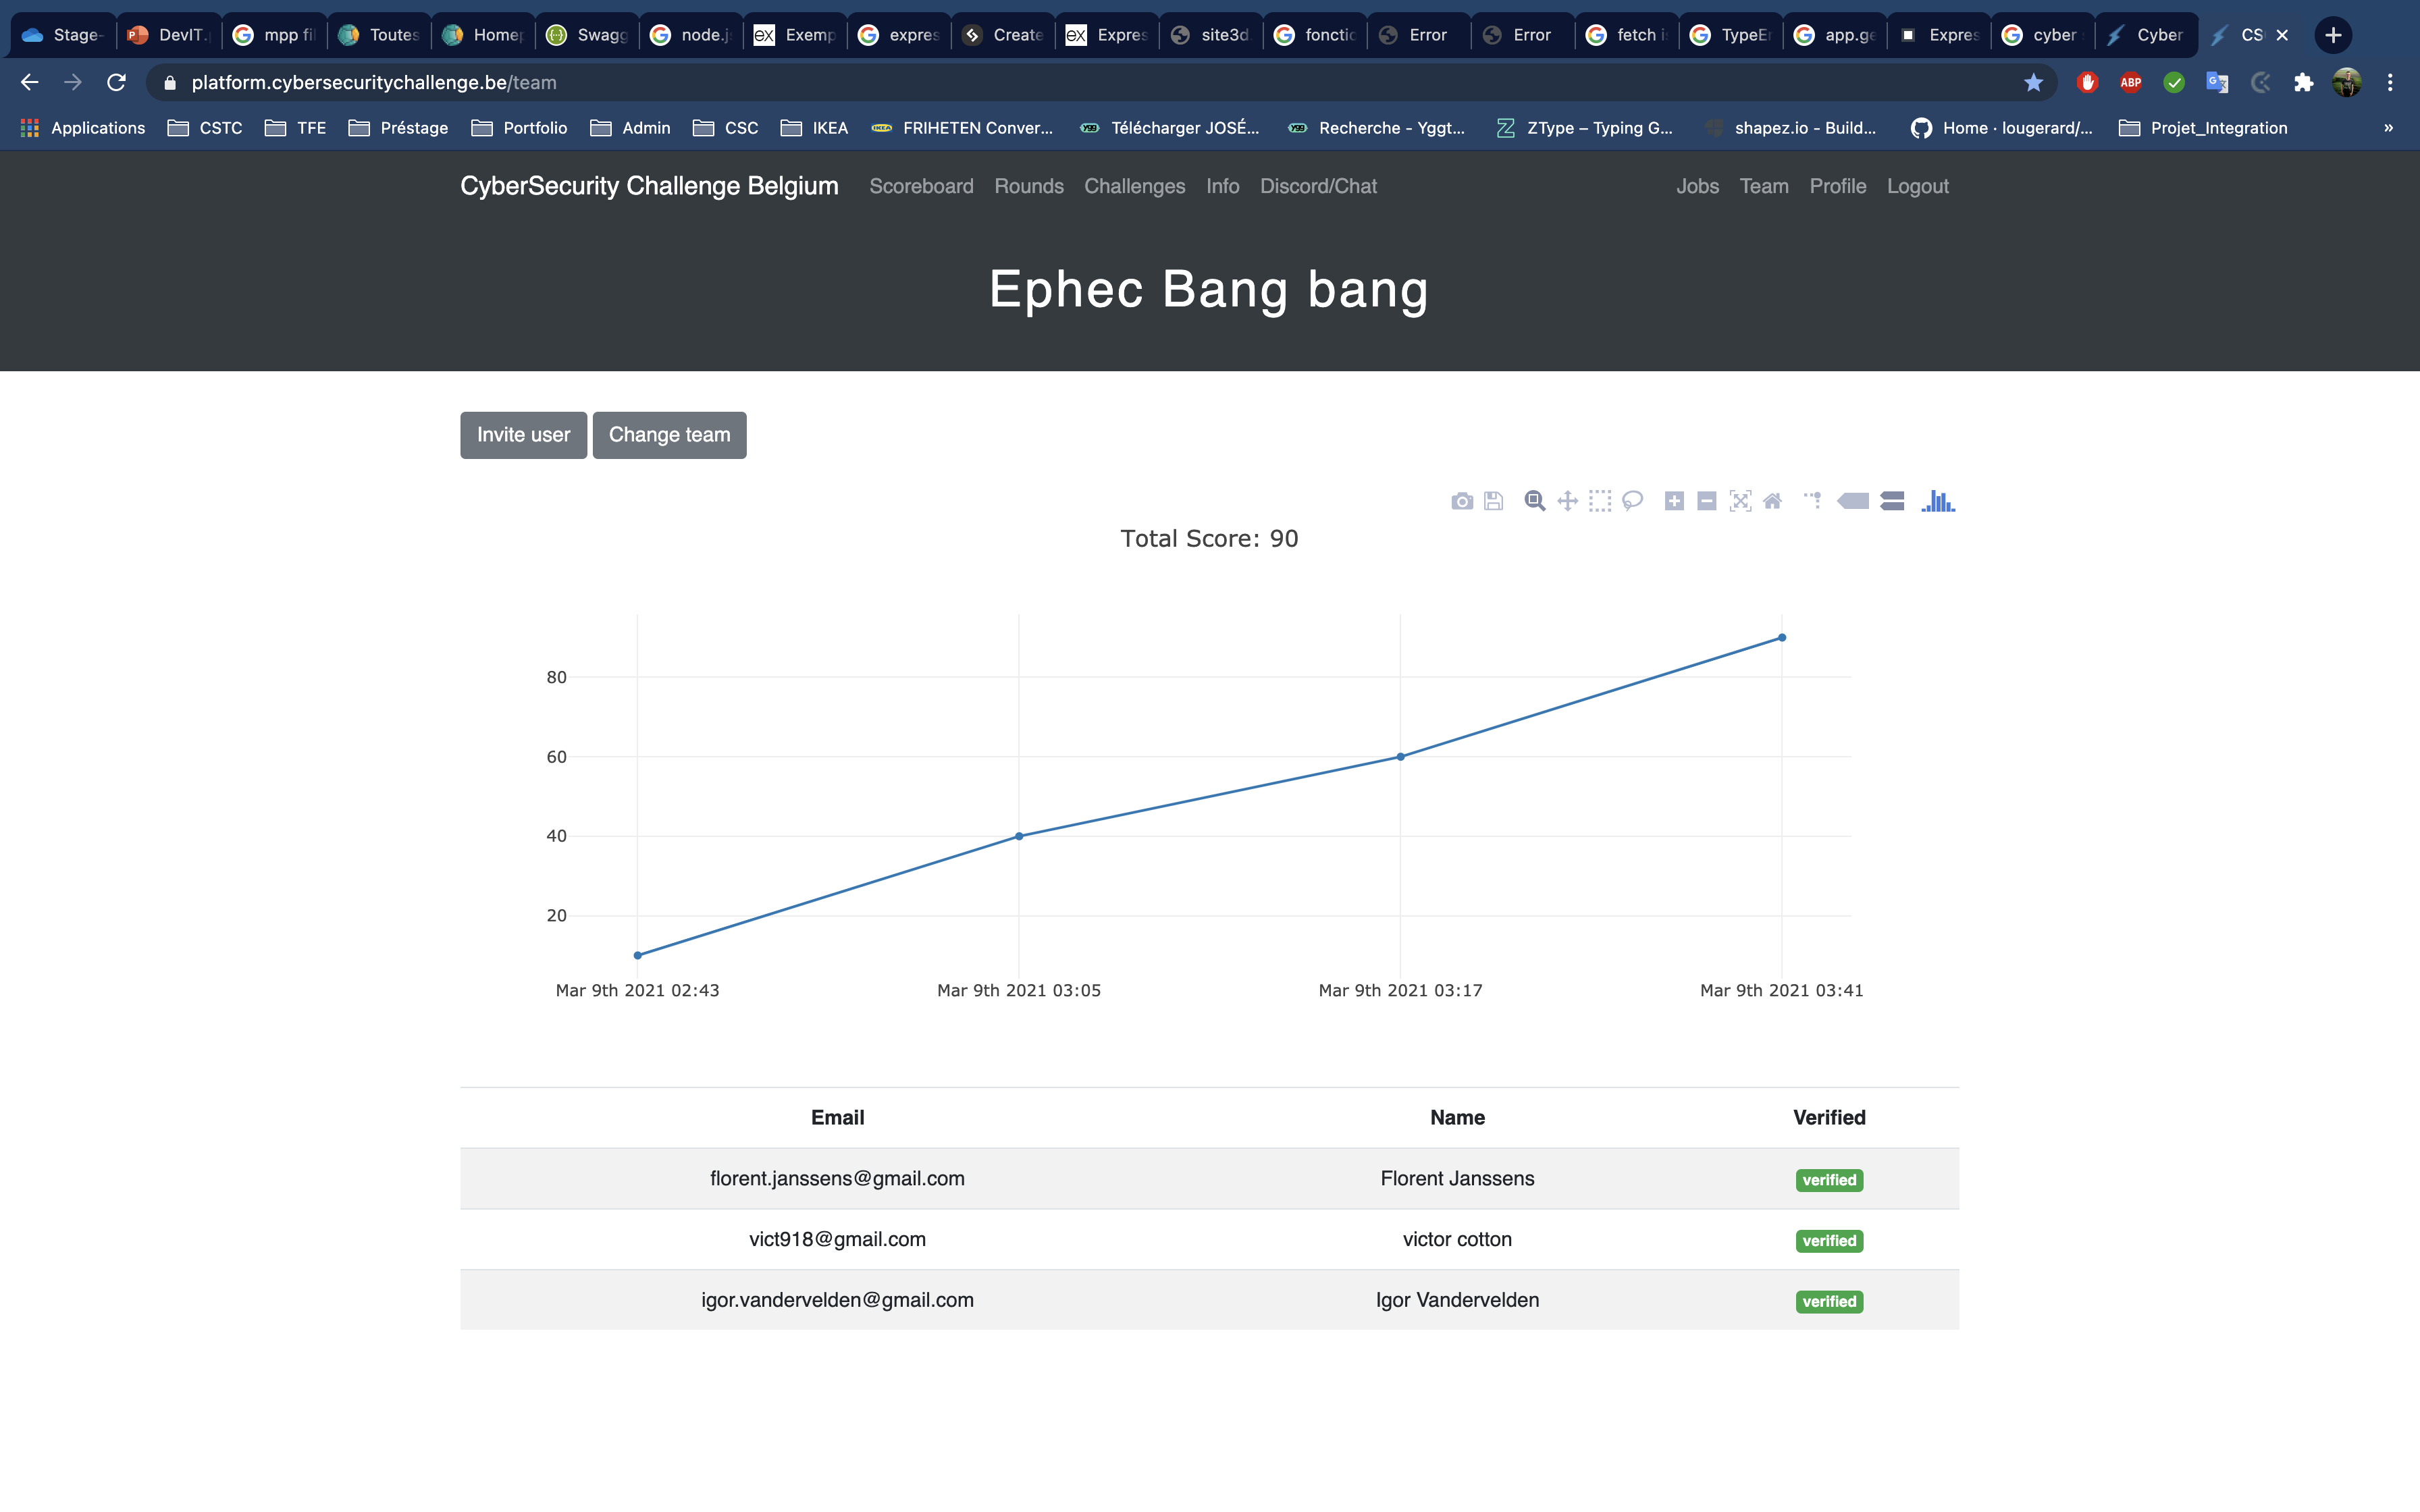 Stage- DevIT. mpp fi Toutes Home Swagg node.j Exemp expres Create Expres site3d. fonctic Error Error fetch i TypeEr app.ge Expres cyber Cyber CS
platform.cybersecuritychallenge.be/team
ABP
Applications CSTC TFE Préstage Portfolio Admin CSC IKEA FRIHETEN Conver... Télécharger JOSÉ... Recherche - Yggt... ZType – Typing G... shapez.io - Build... Home · lougerard/... Projet_Integration »
CyberSecurity Challenge Belgium Scoreboard Rounds Challenges Info Discord/Chat Jobs Team Profile Logout
Ephec Bang bang
Invite user Change team
Total Score: 90
80
60
40
20
Mar 9th 2021 02:43 Mar 9th 2021 03:05 Mar 9th 2021 03:17 Mar 9th 2021 03:41
Email Name Verified
florent.janssens@gmail.com Florent Janssens verified
vict918@gmail.com victor cotton verified
igor.vandervelden@gmail.com Igor Vandervelden verified